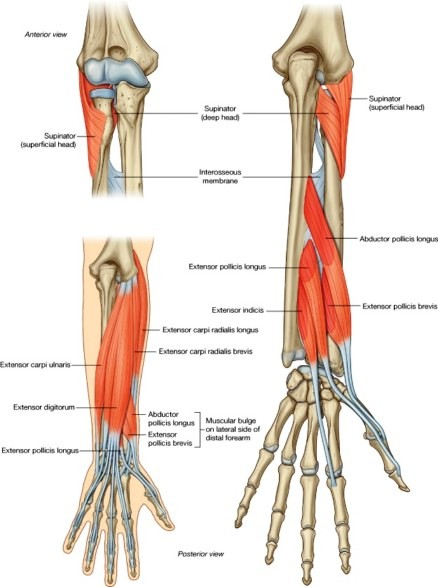 Anterior view
Supinator
(deep head)
Supinator
(superficial head)
Supinator
(superficial head)
Interosseous
membrane
Abductor pollicis longus
Extensor pollicis longus
Extensor pollicis brevis
Extensor indicis
Extensor carpi radialis longus
Extensor carpi radialis brevis
Extensor carpi ulnaris
Extensor digitorum
Abductor
pollicis longus
Extensor
pollicis brevis
Muscular bulge
on lateral side of
distal forearm
Extensor pollicis longus
Posterior view